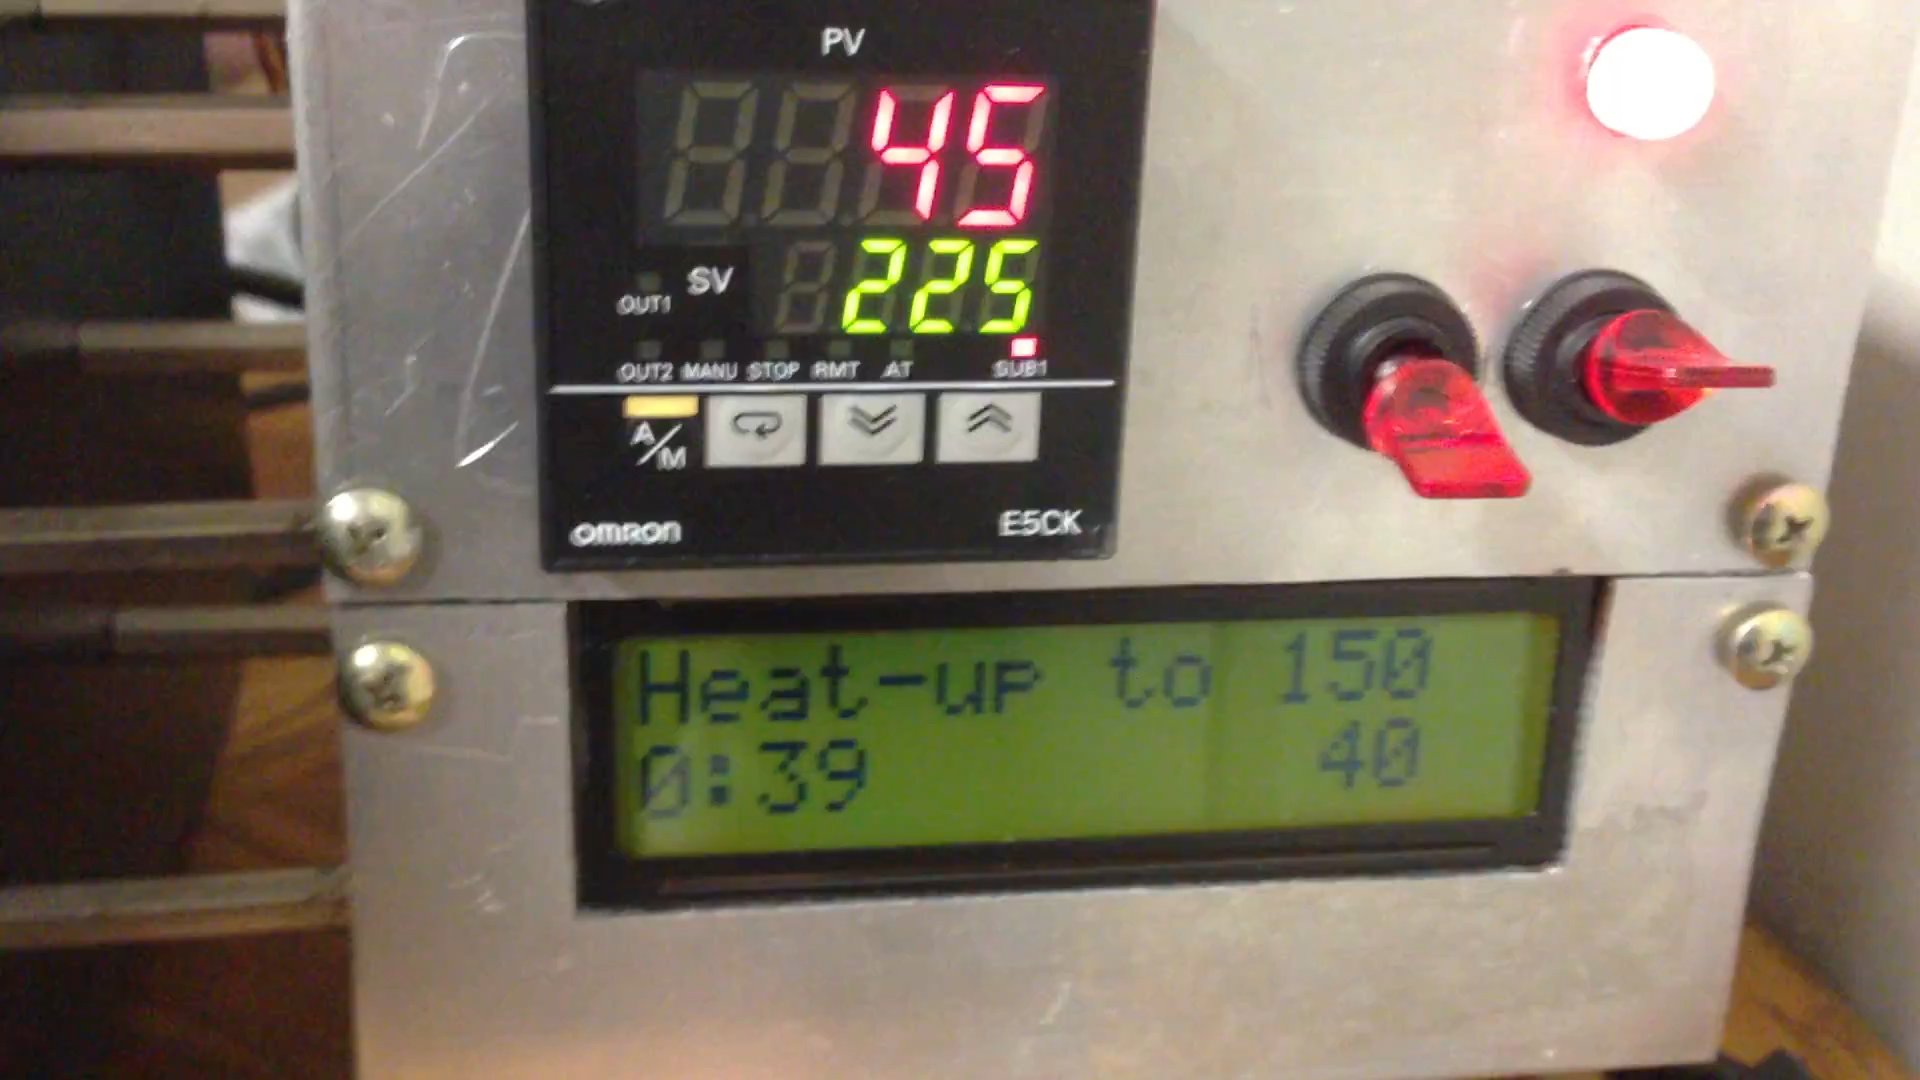 PV
45
SV
225
OUT1
OUT2 MANU STOP RMT AT SUB1
A/M
OMRON
E5CK
Heat-up to 150
0:39 40